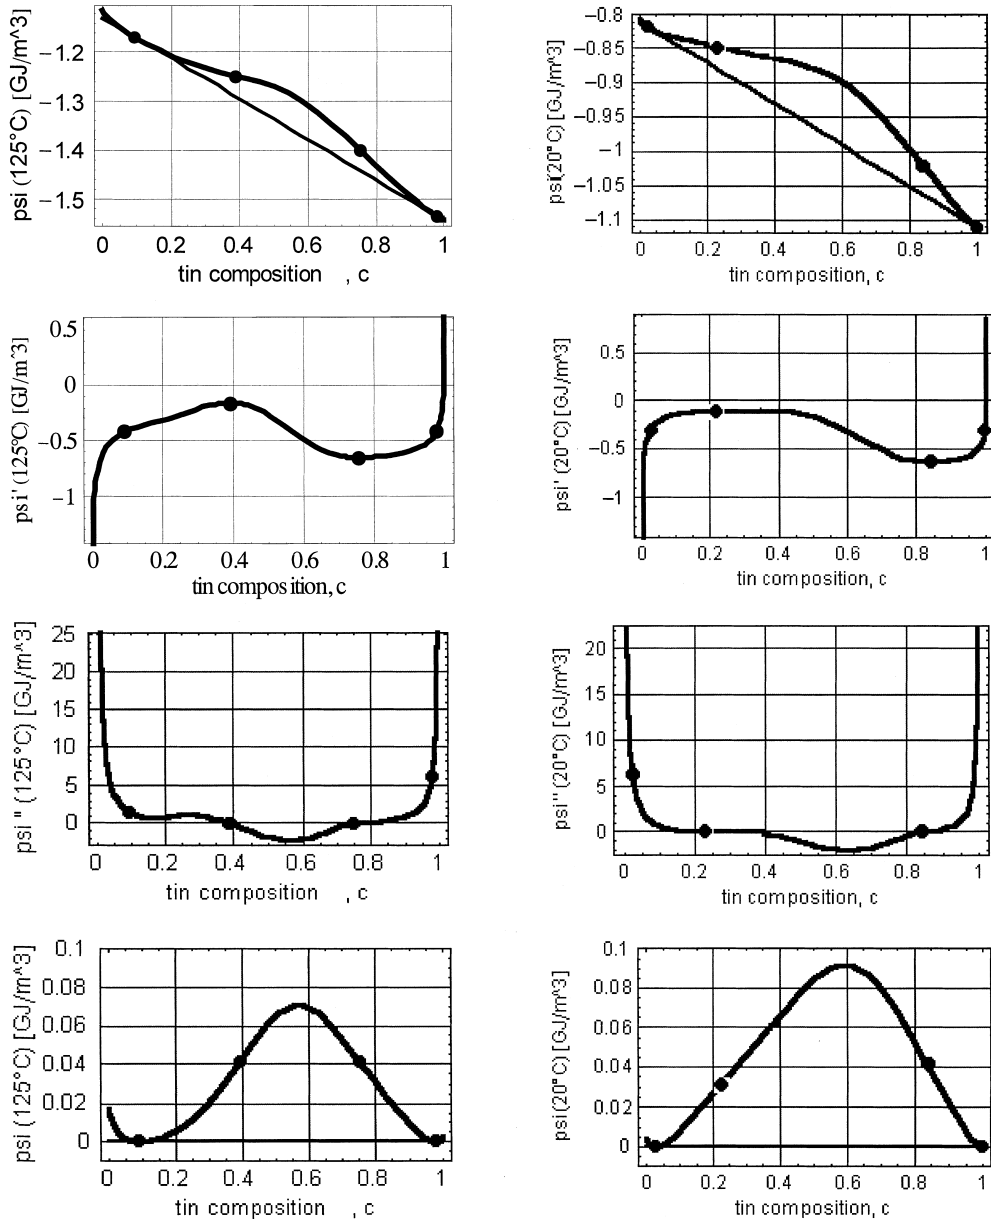 psi (125°C) [GJ/m^3]
−1.2
−1.3
−1.4
−1.5
0 0.2 0.4 0.6 0.8 1
tin composition , c
psi(20°C) [GJ/m^3]
−0.8
−0.85
−0.9
−0.95
−1
−1.05
−1.1
0 0.2 0.4 0.6 0.8 1
tin composition, c
psi' (125°C) [GJ/m^3]
0.5
0
−0.5
−1
0 0.2 0.4 0.6 0.8 1
tin composition, c
psi' (20°C) [GJ/m^3]
0.5
0
−0.5
−1
0 0.2 0.4 0.6 0.8 1
tin composition, c
psi '' (125°C) [GJ/m^3]
25
20
15
10
5
0
0 0.2 0.4 0.6 0.8 1
tin composition , c
psi'' (20°C) [GJ/m^3]
20
15
10
5
0
0 0.2 0.4 0.6 0.8 1
tin composition, c
psi (125°C) [GJ/m^3]
0.1
0.08
0.06
0.04
0.02
0
0 0.2 0.4 0.6 0.8 1
tin composition , c
psi(20°C) [GJ/m^3]
0.1
0.08
0.06
0.04
0.02
0
0 0.2 0.4 0.6 0.8 1
tin composition, c